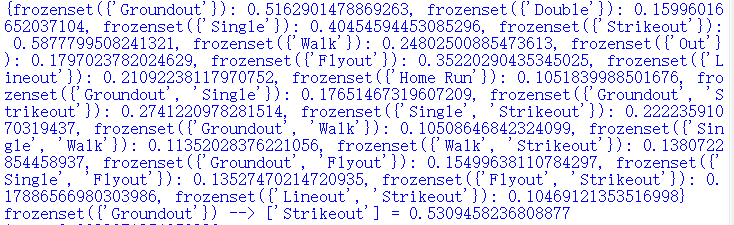 {frozenset({'Groundout'}): 0.5162901478869263, frozenset({'Double'}): 0.15996016
652037104, frozenset({'Single'}): 0.40454594453085296, frozenset({'Strikeout'}):
0.5877799508241321, frozenset({'Walk'}): 0.24802500885473613, frozenset({'Out'}
): 0.1797023782024629, frozenset({'Flyout'}): 0.35220290435345025, frozenset({'L
ineout'}): 0.21092238117970752, frozenset({'Home Run'}): 0.1051839988501676, fro
zenset({'Groundout', 'Single'}): 0.17651467319607209, frozenset({'Groundout', 'S
trikeout'}): 0.2741220978281514, frozenset({'Single', 'Strikeout'}): 0.222235910
70319437, frozenset({'Groundout', 'Walk'}): 0.10508646842324099, frozenset({'Sin
gle', 'Walk'}): 0.11352028376221056, frozenset({'Walk', 'Strikeout'}): 0.1380722
854458937, frozenset({'Groundout', 'Flyout'}): 0.15499638110784297, frozenset({'
Single', 'Flyout'}): 0.13527470214720935, frozenset({'Flyout', 'Strikeout'}): 0.
17886566980303986, frozenset({'Lineout', 'Strikeout'}): 0.10469121353516998}
frozenset({'Groundout'}) --> ['Strikeout'] = 0.5309458236808877